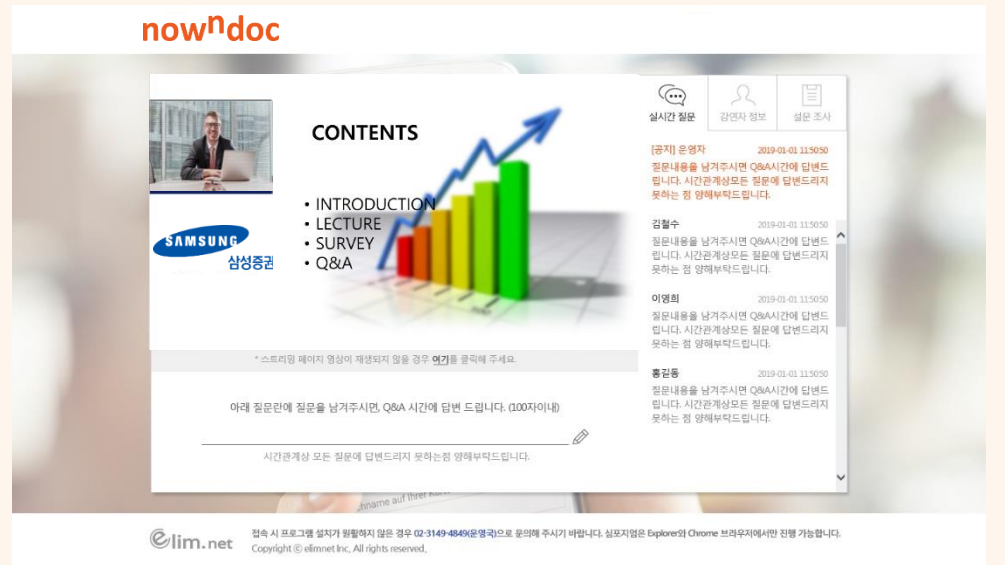 nowndoc
CONTENTS
• INTRODUCTION
• LECTURE
• SURVEY
• Q&A
SAMSUNG
삼성증권
* 스트리밍 페이지 영상이 재생되지 않을 경우 여기를 클릭해 주세요.
아래 질문란에 질문을 남겨주시면, Q&A 시간에 답변 드립니다. (100자이내)
시간관계상 모든 질문에 답변드리지 못하는점 양해부탁드립니다.
실시간 질문
강연자 정보
설문 조사
[공지] 운영자 2019-01-01 11:50:50
질문내용을 남겨주시면 Q&A시간에 답변드
립니다. 시간관계상모든 질문에 답변드리지
못하는 점 양해부탁드립니다.
김철수 2019-01-01 11:50:50
질문내용을 남겨주시면 Q&A시간에 답변드
립니다. 시간관계상모든 질문에 답변드리지
못하는 점 양해부탁드립니다.
이영희 2019-01-01 11:50:50
질문내용을 남겨주시면 Q&A시간에 답변드
립니다. 시간관계상모든 질문에 답변드리지
못하는 점 양해부탁드립니다.
홍길동 2019-01-01 11:50:50
질문내용을 남겨주시면 Q&A시간에 답변드
립니다. 시간관계상모든 질문에 답변드리지
못하는 점 양해부탁드립니다.
name auf Ihrer
elim.net
접속 시 프로그램 설치가 원활하지 않은 경우 02-3149-4849(운영국)으로 문의해 주시기 바랍니다. 심포지엄은 Explorer와 Chrome 브라우저에서만 진행 가능합니다.
Copyright ⓒ elimnet Inc, All rights reserved.